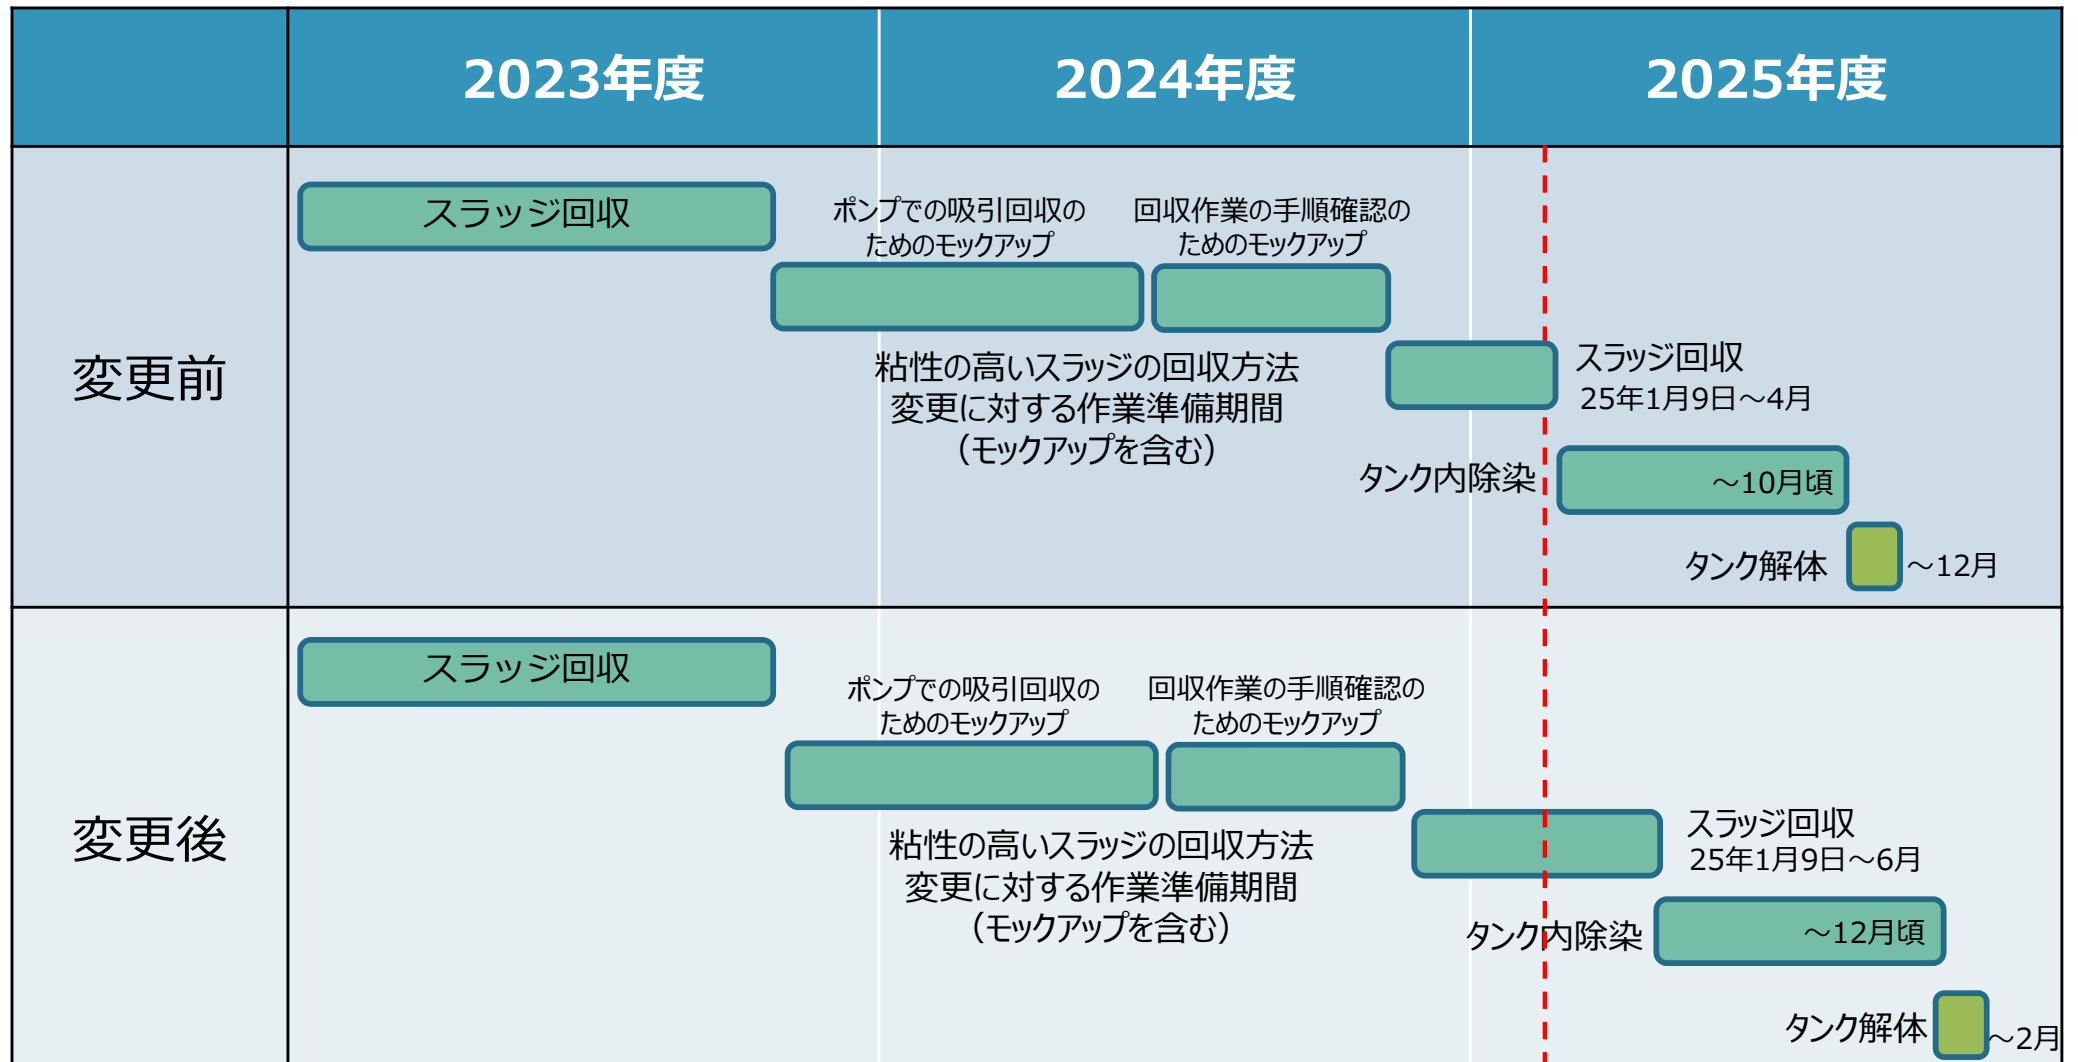 2023年度
2024年度
2025年度
変更前
スラッジ回収
ポンプでの吸引回収の
ためのモックアップ
回収作業の手順確認の
ためのモックアップ
粘性の高いスラッジの回収方法
変更に対する作業準備期間
（モックアップを含む）
スラッジ回収
25年1月9日～4月
タンク内除染
～10月頃
タンク解体
～12月
変更後
スラッジ回収
ポンプでの吸引回収の
ためのモックアップ
回収作業の手順確認の
ためのモックアップ
粘性の高いスラッジの回収方法
変更に対する作業準備期間
（モックアップを含む）
スラッジ回収
25年1月9日～6月
タンク内除染
～12月頃
タンク解体
～2月